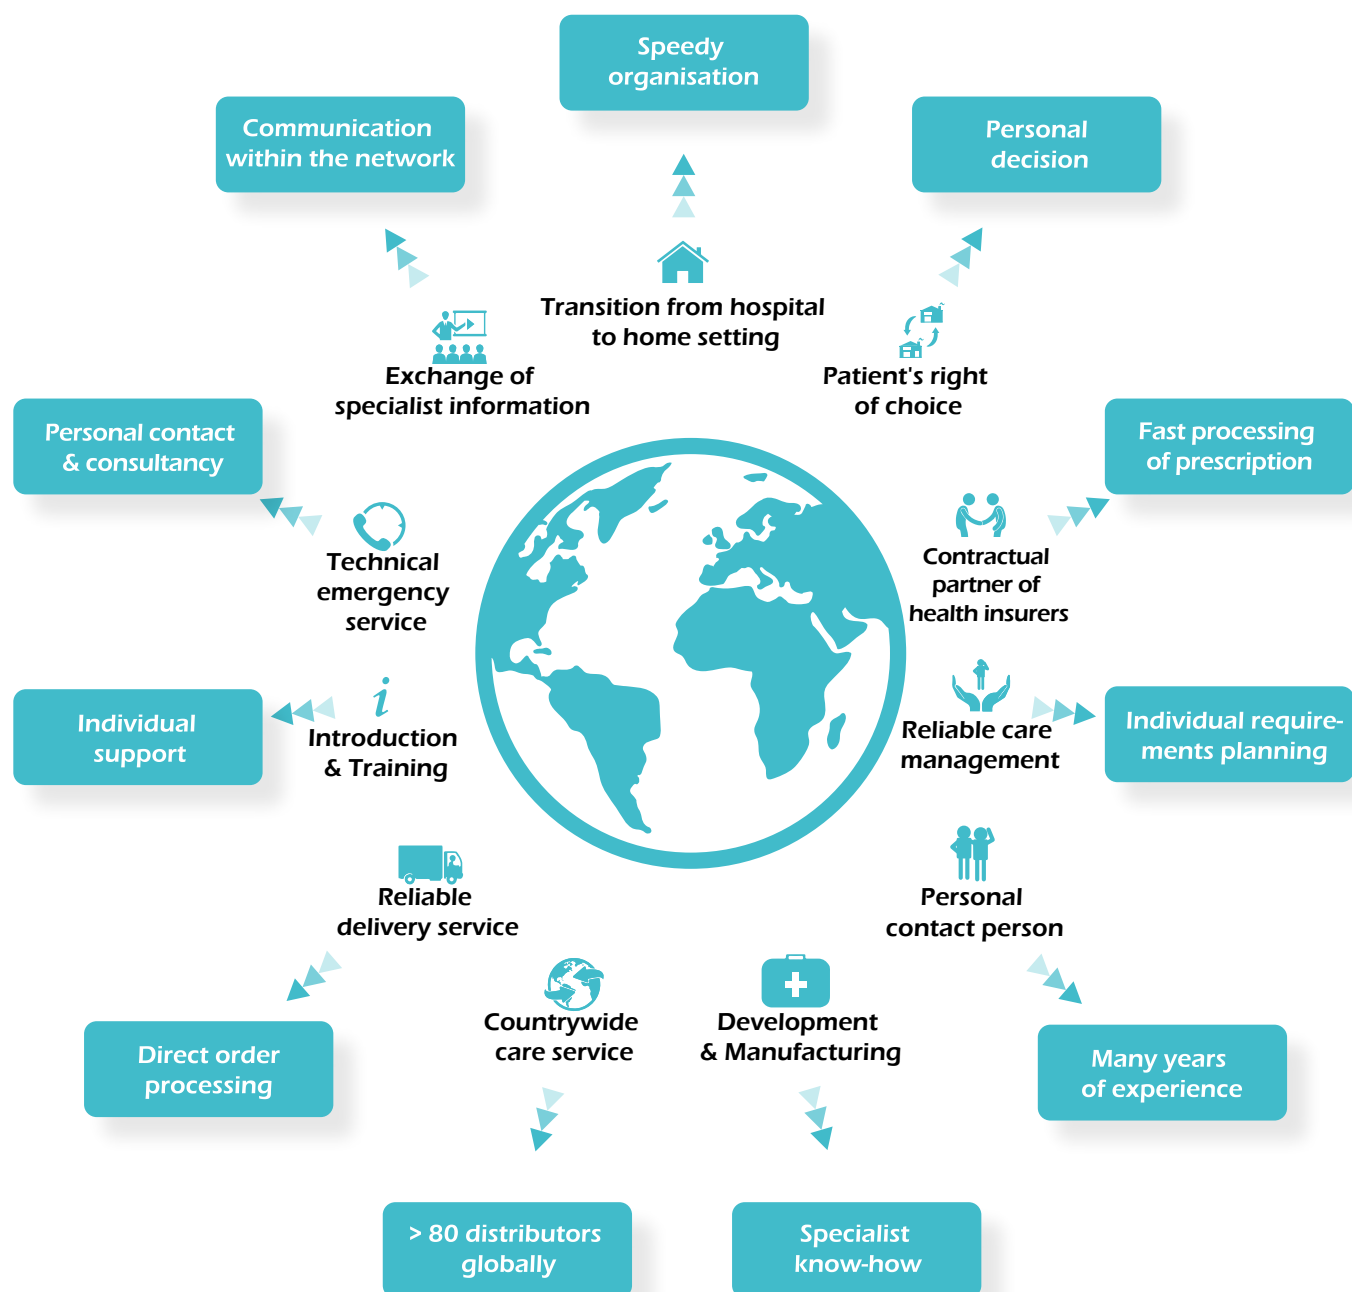 Speedy
organisation
Communication
within the network
Personal
decision
Transition from hospital
to home setting
Exchange of
specialist information
Patient's right
of choice
Personal contact
& consultancy
Fast processing
of prescription
Technical
emergency
service
Contractual
partner of
health insurers
Individual
support
Introduction
& Training
Reliable care
management
Individual require-
ments planning
Reliable
delivery service
Personal
contact person
Countrywide
care service
Development
& Manufacturing
Direct order
processing
Many years
of experience
> 80 distributors
globally
Specialist
know-how